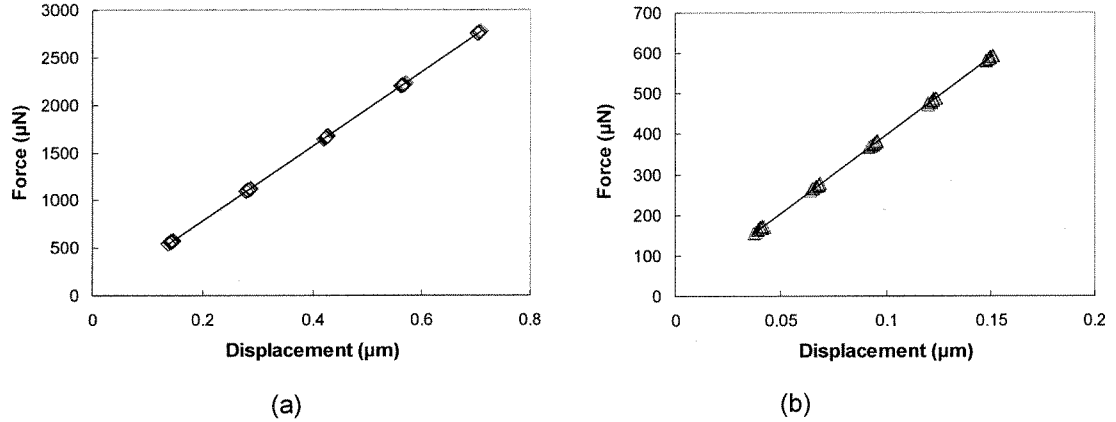 3000
2500
2000
1500
1000
500
0
Force (µN)
0 0.2 0.4 0.6 0.8
Displacement (µm)
(a)
700
600
500
400
300
200
100
0
Force (µN)
0 0.05 0.1 0.15 0.2
Displacement (µm)
(b)